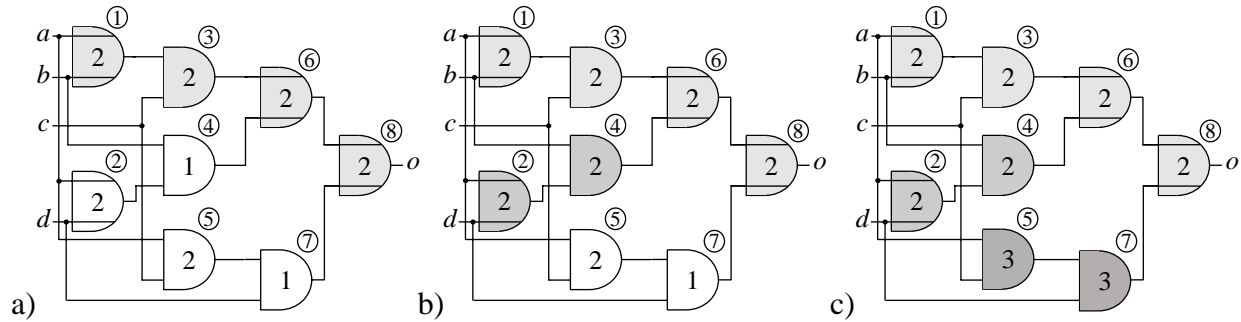 ① ① ①
a 2 ③ a 2 ③ a 2 ③
2 ⑥ 2 ⑥ 2 ⑥
b b b
2 2 2
c ④ ⑧ c ④ ⑧ c ④ ⑧
② 1 2 o ② 2 2 o ② 2 2 o
2 2 2
d ⑤ d ⑤ d ⑤
2 ⑦ 2 ⑦ 3 ⑦
1 1 3
a) b) c)